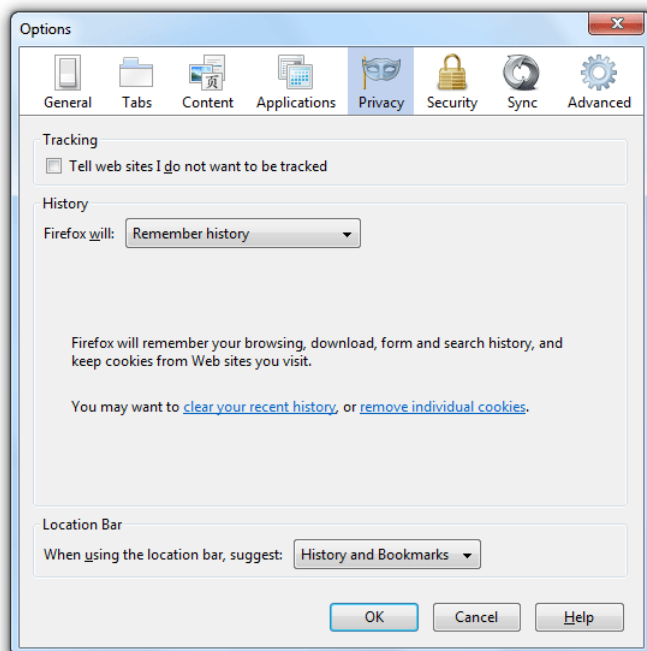 Options
General Tabs Content Applications Privacy Security Sync Advanced
Tracking
Tell web sites I do not want to be tracked
History
Firefox will: Remember history
Firefox will remember your browsing, download, form and search history, and
keep cookies from Web sites you visit.
You may want to clear your recent history, or remove individual cookies.
Location Bar
When using the location bar, suggest: History and Bookmarks
OK Cancel Help